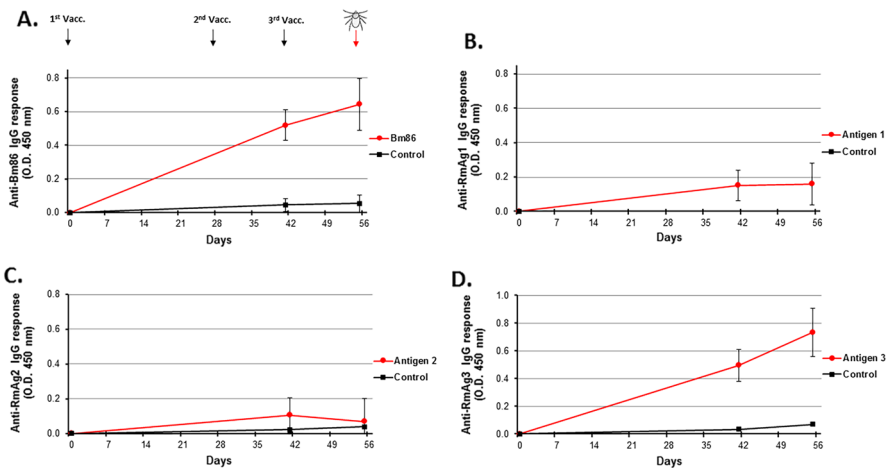 A.
1st Vacc.
2nd Vacc.
3rd Vacc.
Anti-Bm86 IgG response
(O.D. 450 nm)
0.8
0.6
0.4
0.2
0.0
0 7 14 21 28 35 42 49 56
Days
Bm86
Control
B.
Anti-RmAg1 IgG response
(O.D. 450 nm)
0.8
0.6
0.4
0.2
0.0
0 7 14 21 28 35 42 49 56
Days
Antigen 1
Control
C.
Anti-RmAg2 IgG response
(O.D. 450 nm)
0.8
0.6
0.4
0.2
0.0
0 7 14 21 28 35 42 49 56
Days
Antigen 2
Control
D.
Anti-RmAg3 IgG response
(O.D. 450 nm)
1.0
0.8
0.6
0.4
0.2
0.0
0 7 14 21 28 35 42 49 56
Days
Antigen 3
Control